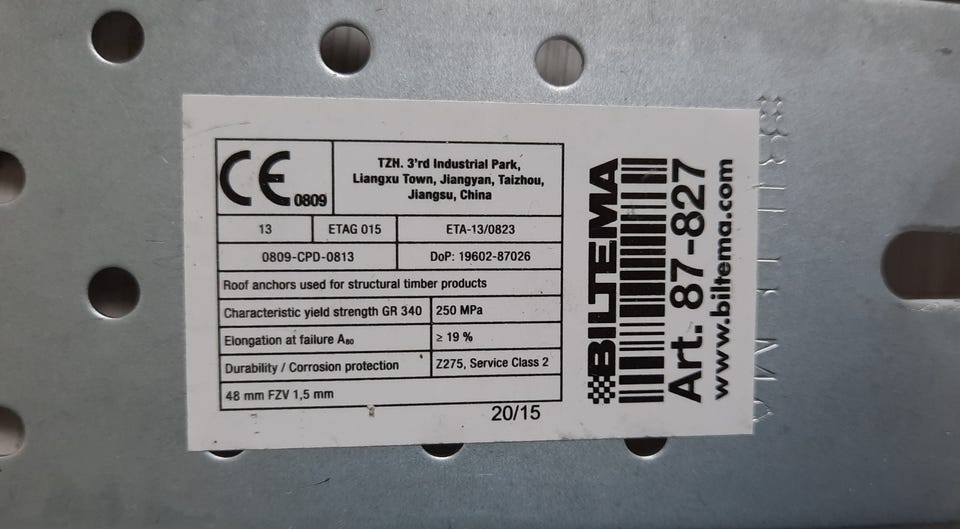 CE 0809
TZH. 3'rd Industrial Park,
Liangxu Town, Jiangyan, Taizhou,
Jiangsu, China
13 ETAG 015 ETA-13/0823
0809-CPD-0813 DoP: 19602-87026
Roof anchors used for structural timber products
Characteristic yield strength GR 340 250 MPa
Elongation at failure A₈₀ ≥ 19 %
Durability / Corrosion protection Z275, Service Class 2
48 mm FZV 1,5 mm
20/15
BILTEMA
Art. 87-827
www.biltema.com
BILTEMA